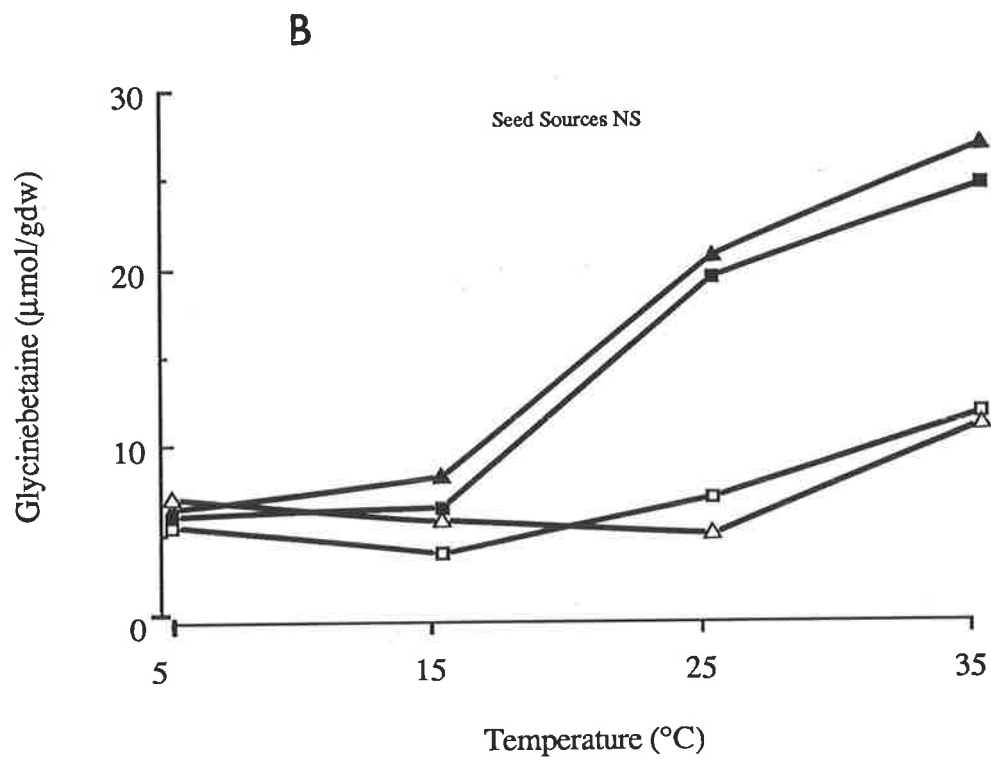 B
30
Seed Sources NS
20
10
0
5 15 25 35
Glycinebetaine (μmol/gdw)
Temperature (°C)